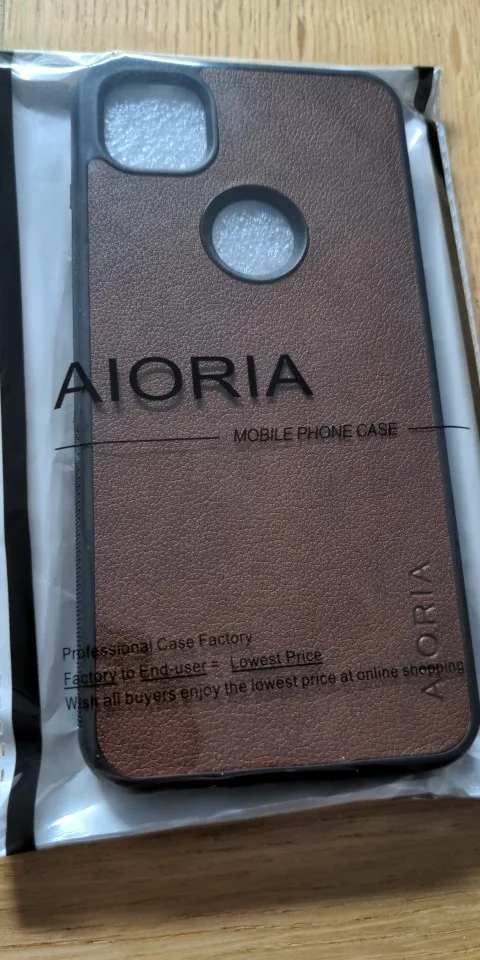 AIORIA
MOBILE PHONE CASE
AIORIA
Professional Case Factory
Factory to End-user = Lowest Price
Wish all buyers enjoy the lowest price at online shopping